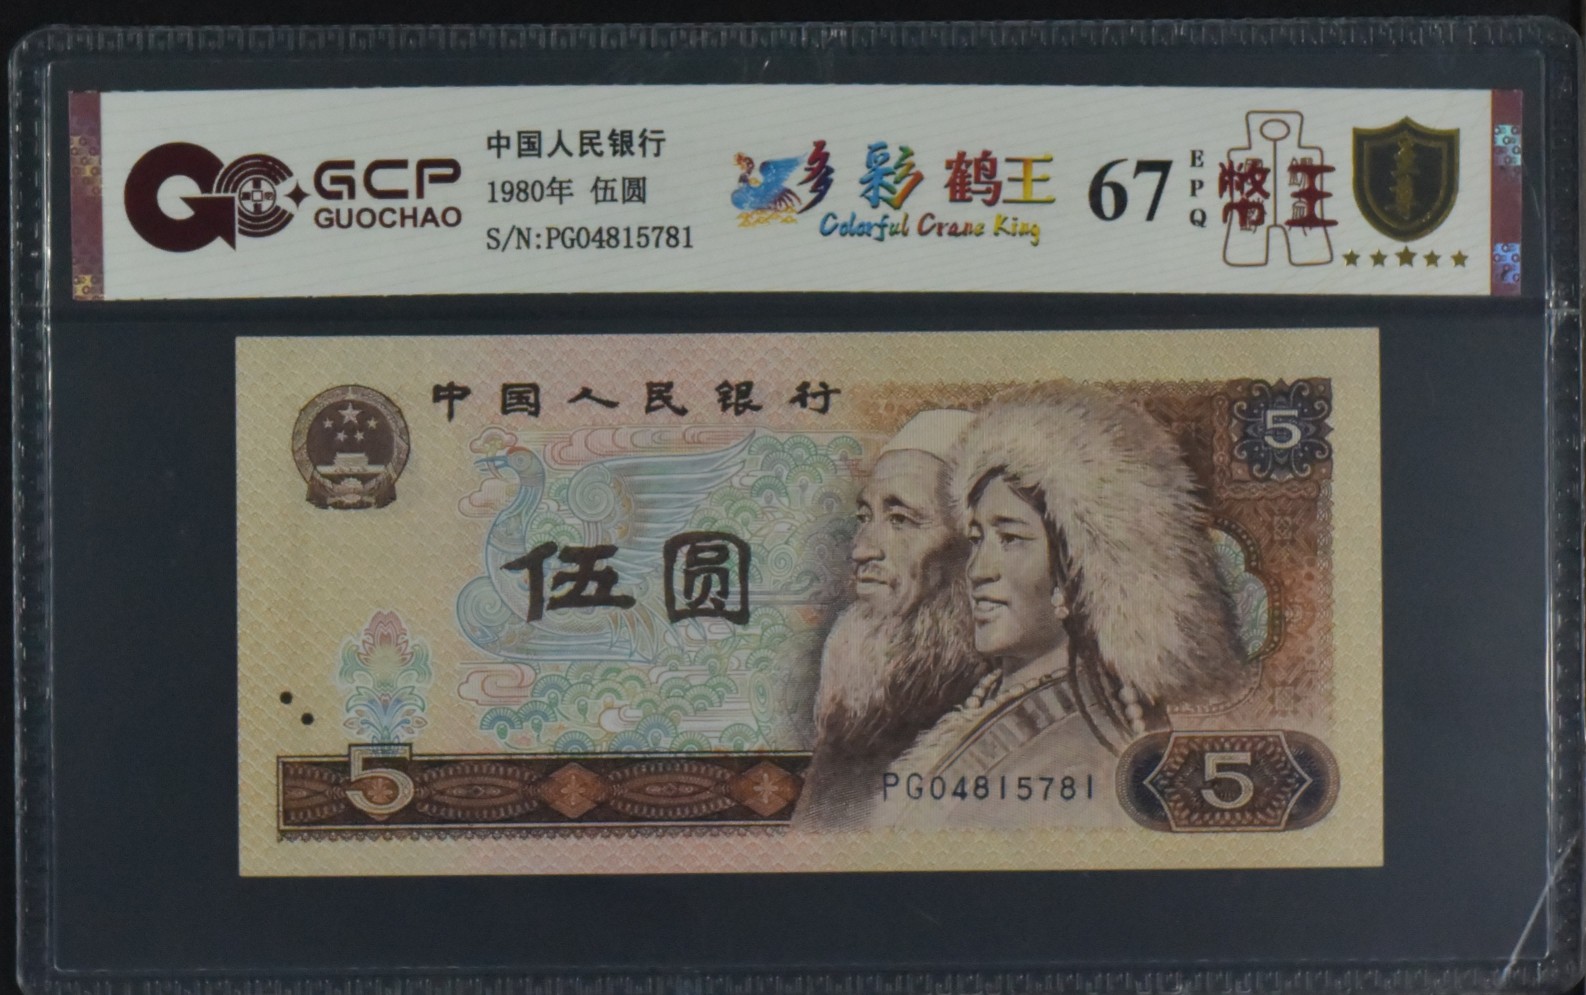 GCP
GUOCHAO
中国人民银行
1980年 伍圆
S/N:PG04815781
多彩鹤王
Colorful Crane King
67
EPQ
中国人民银行
5
伍圆
5
PG04815781
5